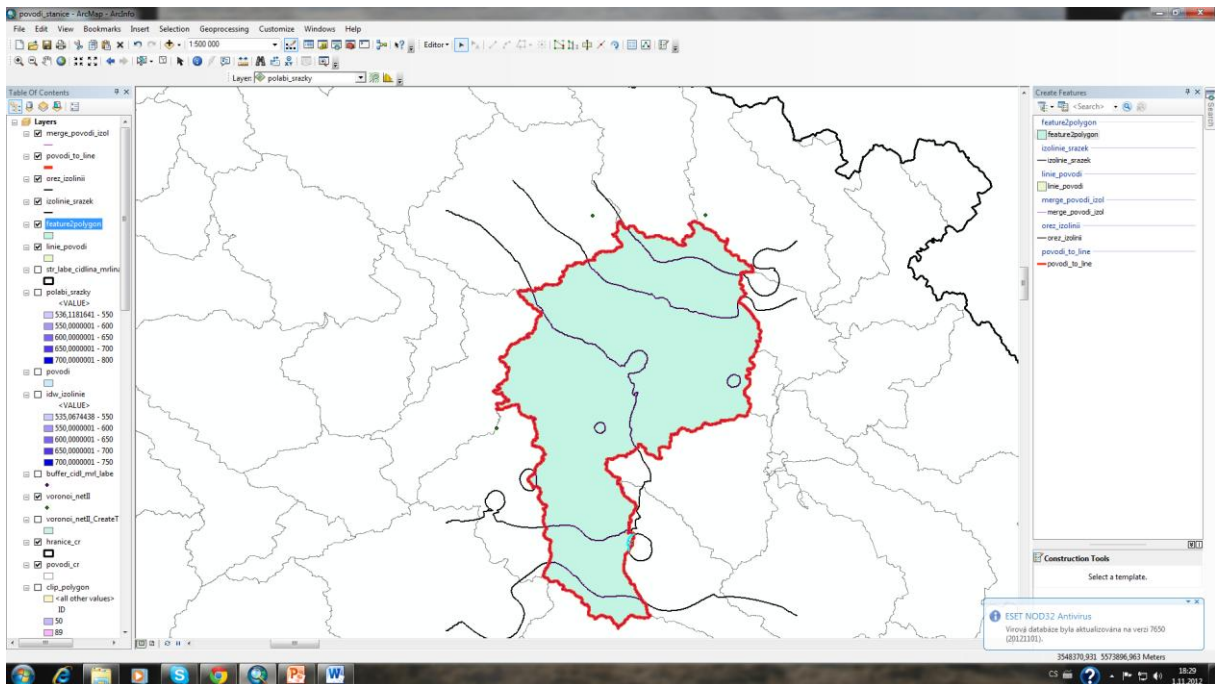 povodi_stanice - ArcMap - ArcInfo
File Edit View Bookmarks Insert Selection Geoprocessing Customize Windows Help
1:500 000
Editor
Layer: polabi_srazky
Table Of Contents
Layers
merge_povodi_izol
povodi_to_line
orez_izolinii
izolinie_srazek
feature2polygon
linie_povodi
str_labe_cidlina_mrlina
polabi_srazky
<VALUE>
536,1181641 - 550
550,0000001 - 600
600,0000001 - 650
650,0000001 - 700
700,0000001 - 800
povodi
idw_izolinie
<VALUE>
535,0674438 - 550
550,0000001 - 600
600,0000001 - 650
650,0000001 - 700
700,0000001 - 750
buffer_cidl_mrl_labe
voronoi_netII
voronoi_netII_CreateT
hranice_cr
povodi_cr
clip_polygon
<all other values>
ID
50
89
Create Features
<Search>
feature2polygon
feature2polygon
izolinie_srazek
izolinie_srazek
linie_povodi
linie_povodi
merge_povodi_izol
merge_povodi_izol
orez_izolinii
orez_izolinii
povodi_to_line
povodi_to_line
Search
Construction Tools
Select a template.
ESET NOD32 Antivirus
Virová databáze byla aktualizována na verzi 7650
(20121101).
3548370,931 5573896,963 Meters
CS
18:29
1.11.2012